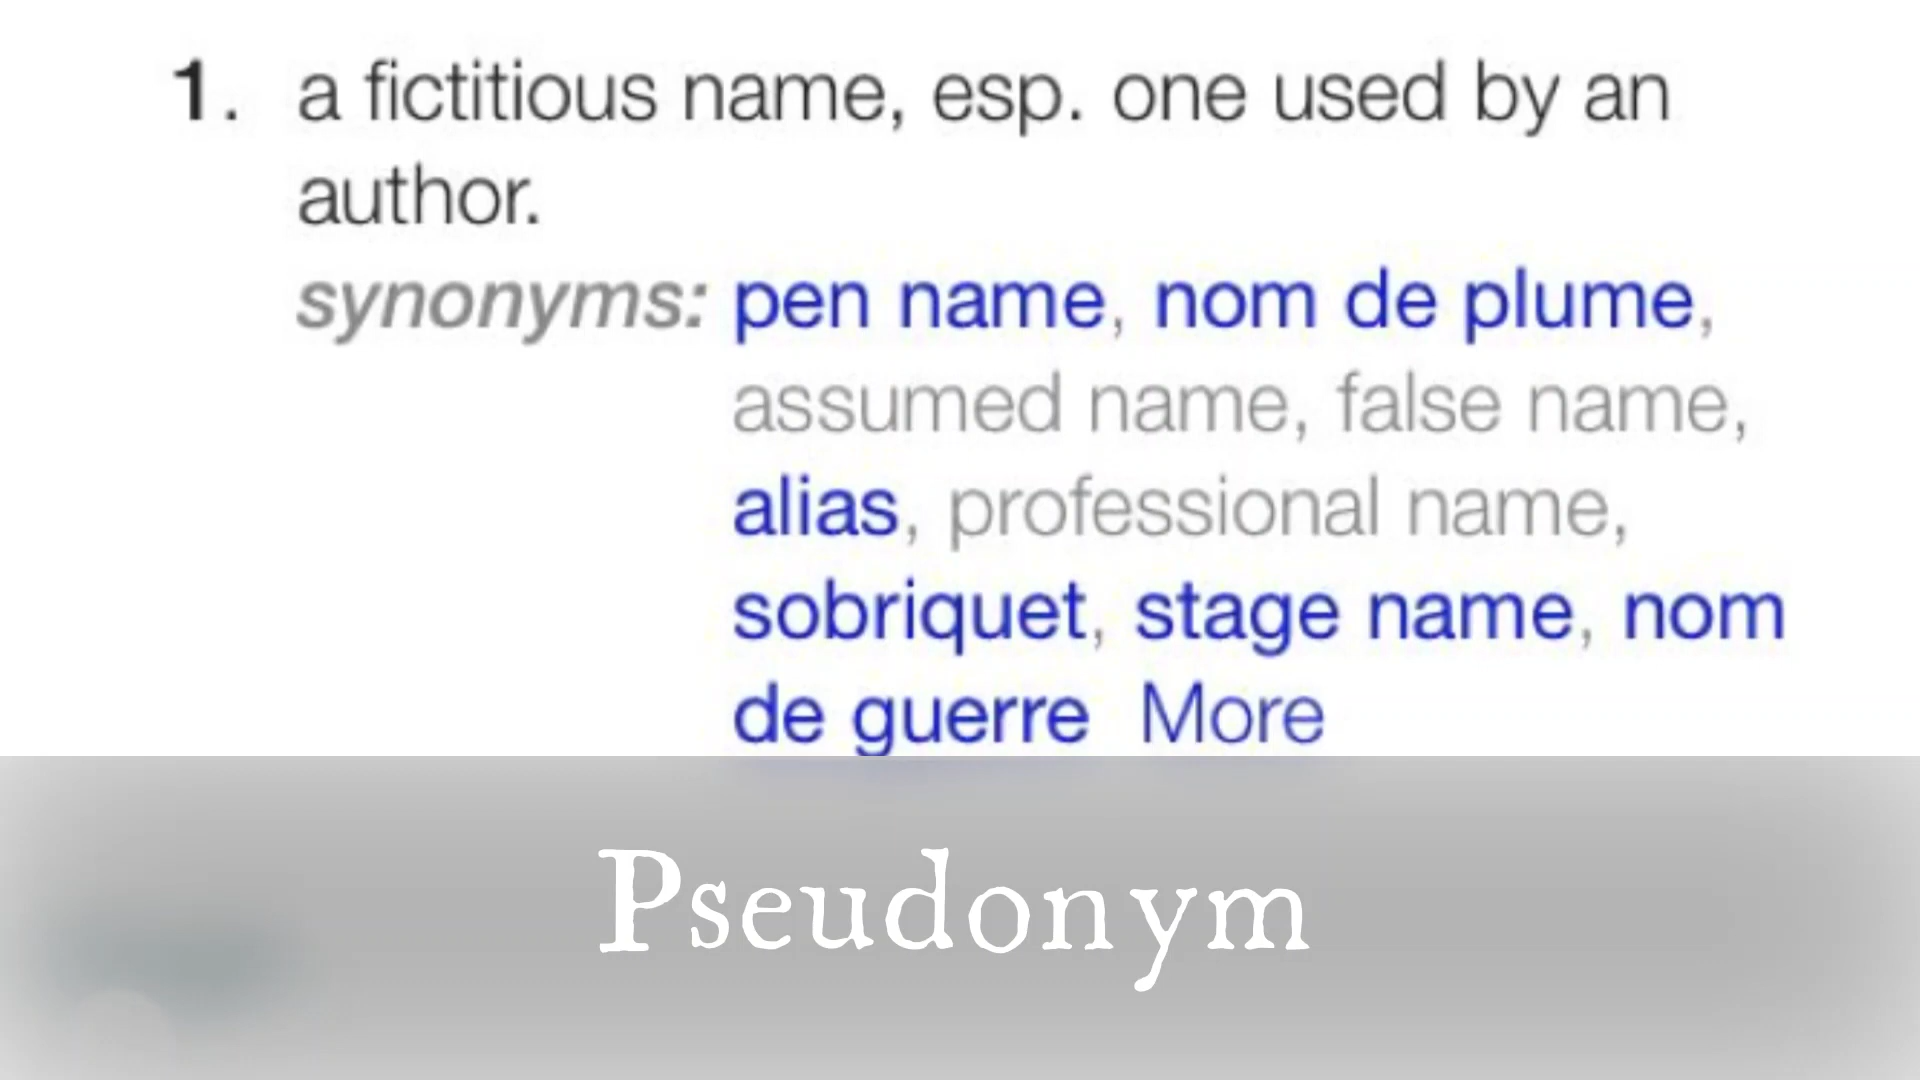 1. a fictitious name, esp. one used by an
author.
synonyms: pen name, nom de plume,
assumed name, false name,
alias, professional name,
sobriquet, stage name, nom
de guerre More
Pseudonym